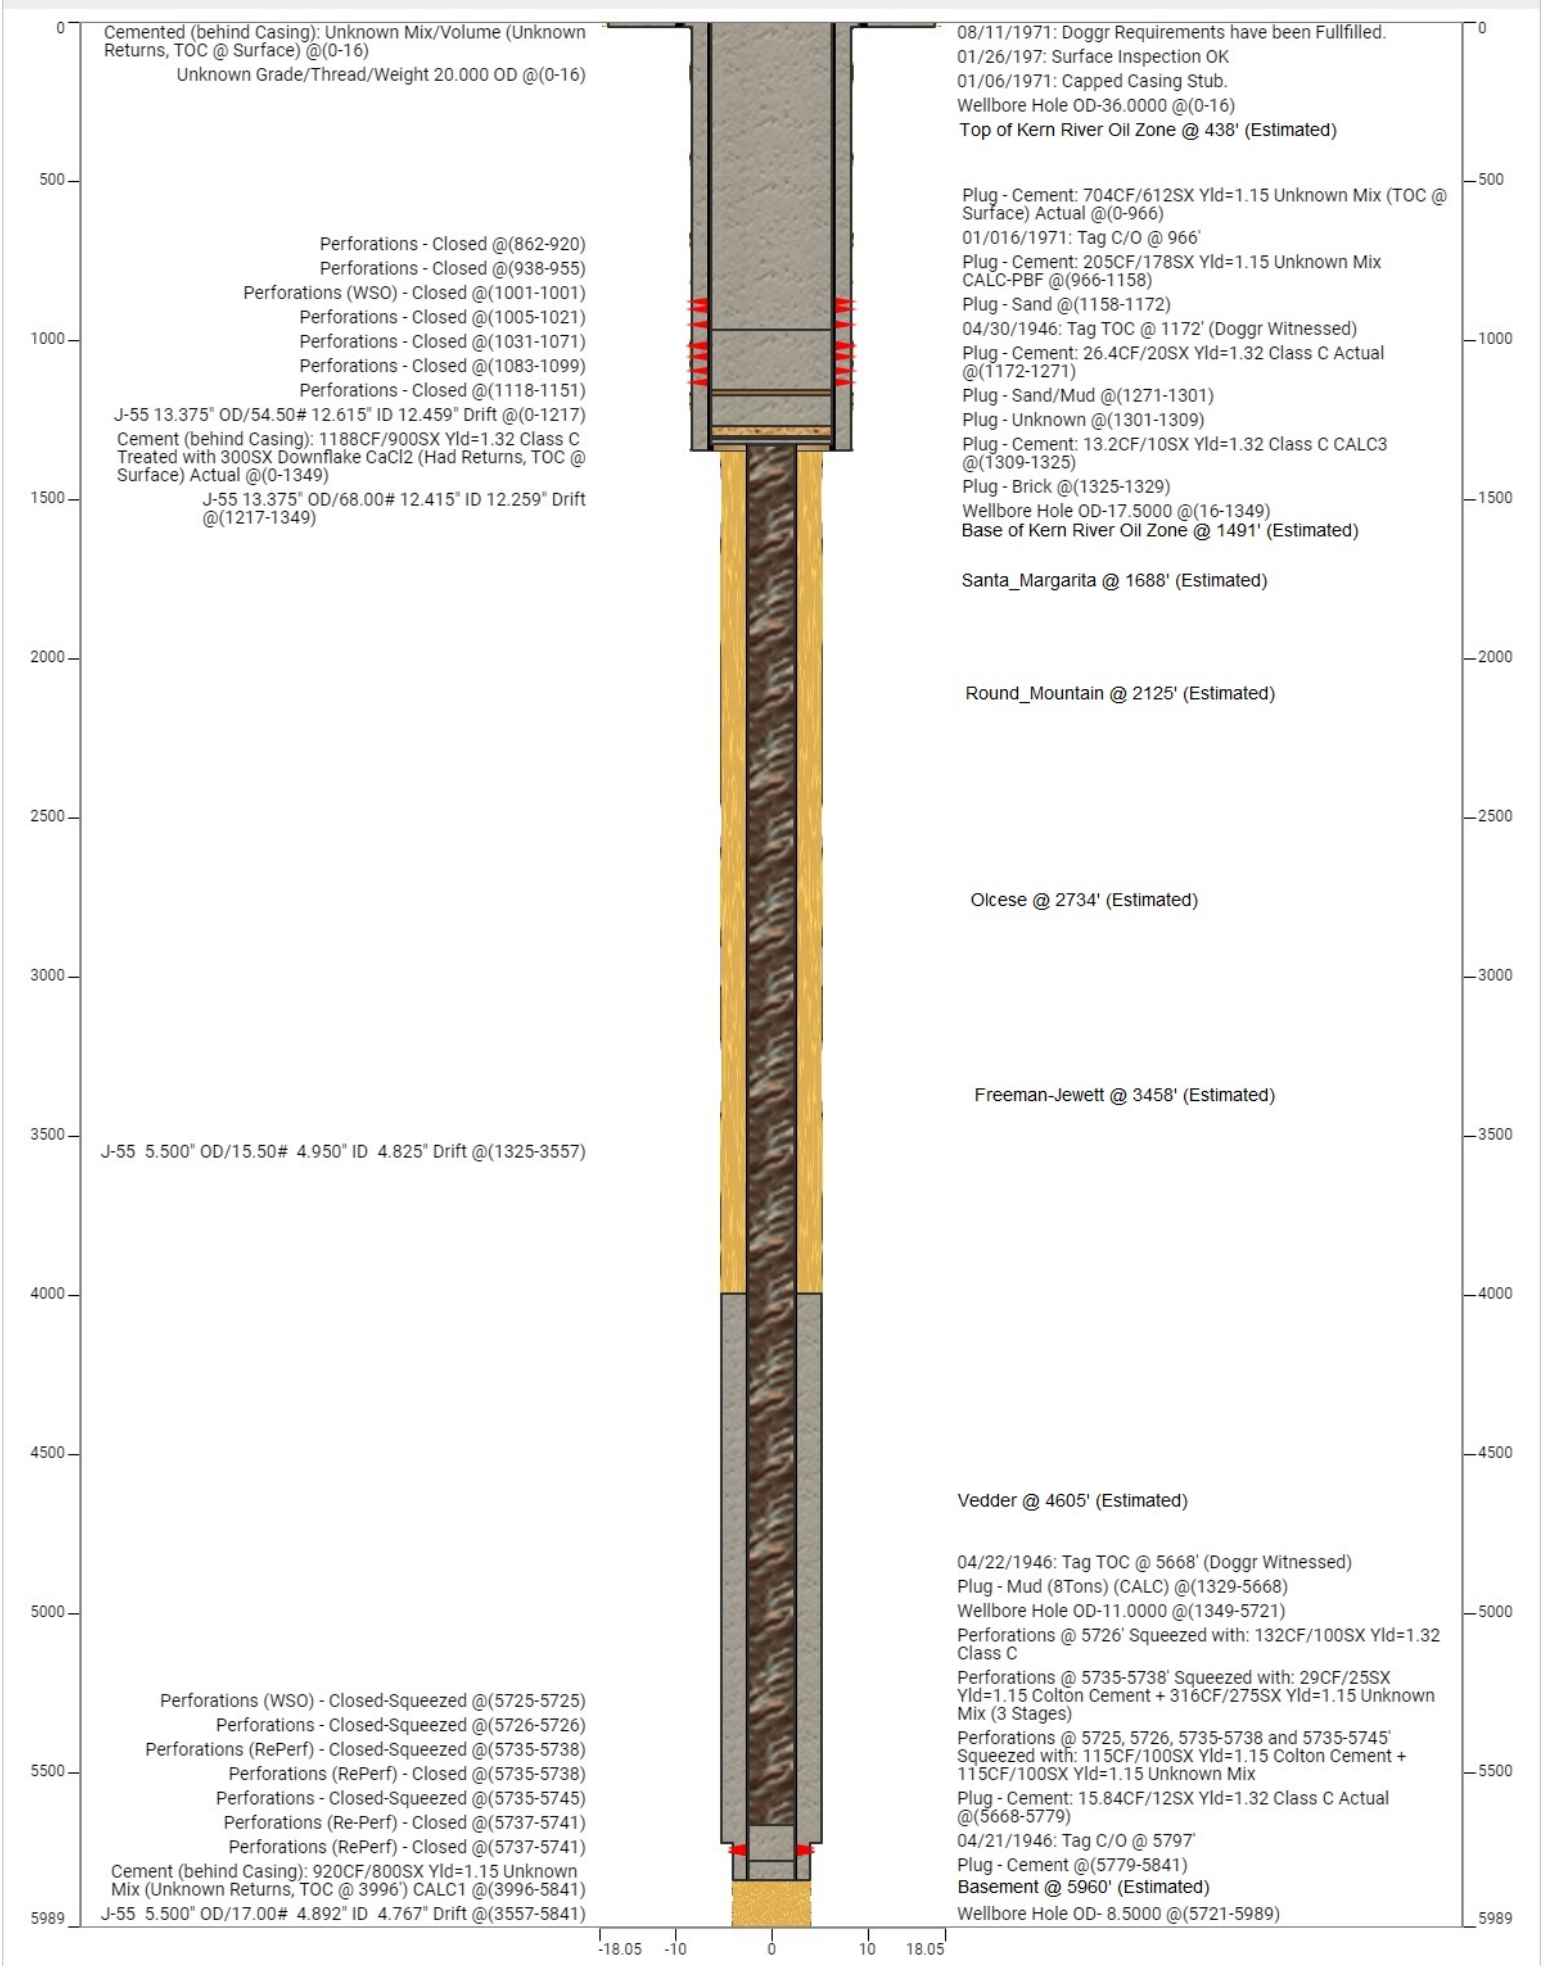 0
500
1000
1500
2000
2500
3000
3500
4000
4500
5000
5500
5989
Cemented (behind Casing): Unknown Mix/Volume (Unknown
Returns, TOC @ Surface) @(0-16)
Unknown Grade/Thread/Weight 20.000 OD @(0-16)
Perforations - Closed @(862-920)
Perforations - Closed @(938-955)
Perforations (WSO) - Closed @(1001-1001)
Perforations - Closed @(1005-1021)
Perforations - Closed @(1031-1071)
Perforations - Closed @(1083-1099)
Perforations - Closed @(1118-1151)
J-55 13.375" OD/54.50# 12.615" ID 12.459" Drift @(0-1217)
Cement (behind Casing): 1188CF/900SX Yld=1.32 Class C
Treated with 300SX Downflake CaCl2 (Had Returns, TOC @
Surface) Actual @(0-1349)
J-55 13.375" OD/68.00# 12.415" ID 12.259" Drift
@(1217-1349)
J-55 5.500" OD/15.50# 4.950" ID 4.825" Drift @(1325-3557)
Perforations (WSO) - Closed-Squeezed @(5725-5725)
Perforations - Closed-Squeezed @(5726-5726)
Perforations (RePerf) - Closed-Squeezed @(5735-5738)
Perforations (RePerf) - Closed @(5735-5738)
Perforations - Closed-Squeezed @(5735-5745)
Perforations (Re-Perf) - Closed @(5737-5741)
Perforations (RePerf) - Closed @(5737-5741)
Cement (behind Casing): 920CF/800SX Yld=1.15 Unknown
Mix (Unknown Returns, TOC @ 3996') CALC1 @(3996-5841)
J-55 5.500" OD/17.00# 4.892" ID 4.767" Drift @(3557-5841)
08/11/1971: Doggr Requirements have been Fullfilled.
01/26/197: Surface Inspection OK
01/06/1971: Capped Casing Stub.
Wellbore Hole OD-36.0000 @(0-16)
Top of Kern River Oil Zone @ 438' (Estimated)
Plug - Cement: 704CF/612SX Yld=1.15 Unknown Mix (TOC @
Surface) Actual @(0-966)
01/016/1971: Tag C/O @ 966'
Plug - Cement: 205CF/178SX Yld=1.15 Unknown Mix
CALC-PBF @(966-1158)
Plug - Sand @(1158-1172)
04/30/1946: Tag TOC @ 1172' (Doggr Witnessed)
Plug - Cement: 26.4CF/20SX Yld=1.32 Class C Actual
@(1172-1271)
Plug - Sand/Mud @(1271-1301)
Plug - Unknown @(1301-1309)
Plug - Cement: 13.2CF/10SX Yld=1.32 Class C CALC3
@(1309-1325)
Plug - Brick @(1325-1329)
Wellbore Hole OD-17.5000 @(16-1349)
Base of Kern River Oil Zone @ 1491' (Estimated)
Santa_Margarita @ 1688' (Estimated)
Round_Mountain @ 2125' (Estimated)
Olcese @ 2734' (Estimated)
Freeman-Jewett @ 3458' (Estimated)
Vedder @ 4605' (Estimated)
04/22/1946: Tag TOC @ 5668' (Doggr Witnessed)
Plug - Mud (8Tons) (CALC) @(1329-5668)
Wellbore Hole OD-11.0000 @(1349-5721)
Perforations @ 5726' Squeezed with: 132CF/100SX Yld=1.32
Class C
Perforations @ 5735-5738' Squeezed with: 29CF/25SX
Yld=1.15 Colton Cement + 316CF/275SX Yld=1.15 Unknown
Mix (3 Stages)
Perforations @ 5725, 5726, 5735-5738 and 5735-5745'
Squeezed with: 115CF/100SX Yld=1.15 Colton Cement +
115CF/100SX Yld=1.15 Unknown Mix
Plug - Cement: 15.84CF/12SX Yld=1.32 Class C Actual
@(5668-5779)
04/21/1946: Tag C/O @ 5797'
Plug - Cement @(5779-5841)
Basement @ 5960' (Estimated)
Wellbore Hole OD- 8.5000 @(5721-5989)
0
500
1000
1500
2000
2500
3000
3500
4000
4500
5000
5500
5989
-18.05 -10 0 10 18.05